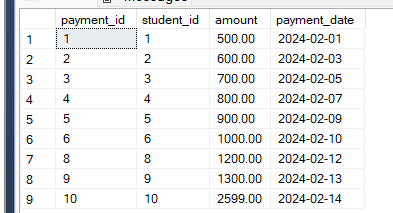 Messages
payment_id student_id amount payment_date
1 1 1 500.00 2024-02-01
2 2 2 600.00 2024-02-03
3 3 3 700.00 2024-02-05
4 4 4 800.00 2024-02-07
5 5 5 900.00 2024-02-09
6 6 6 1000.00 2024-02-10
7 8 8 1200.00 2024-02-12
8 9 9 1300.00 2024-02-13
9 10 10 2599.00 2024-02-14